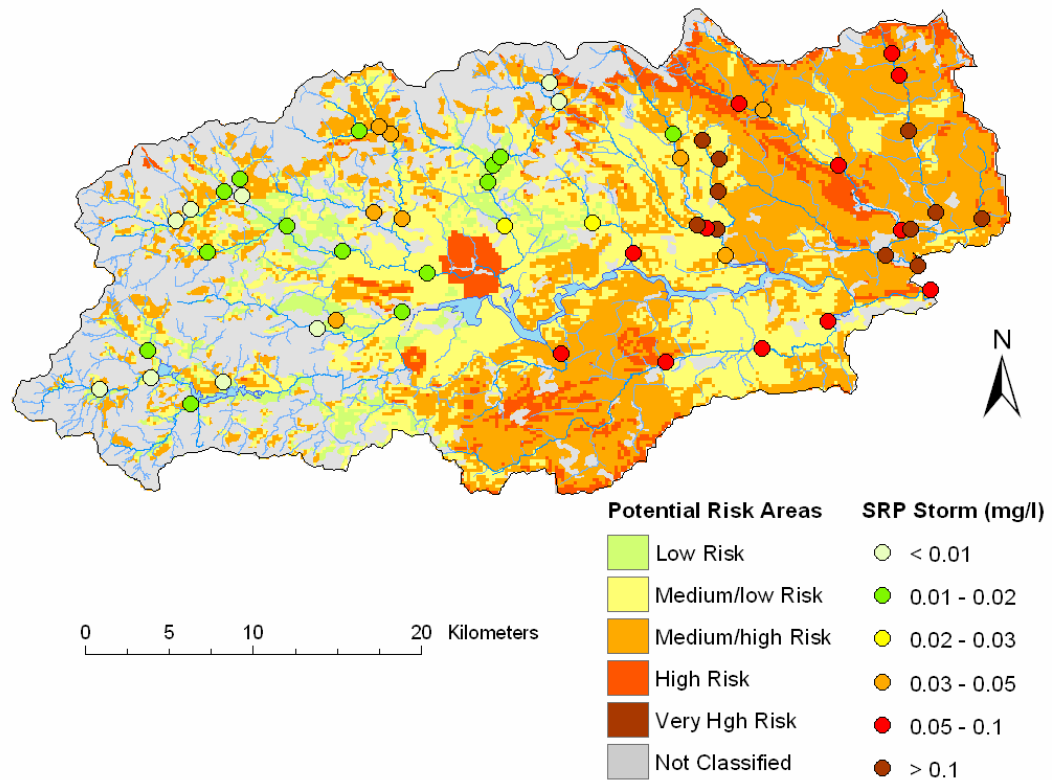 N
Potential Risk Areas
Low Risk
Medium/low Risk
Medium/high Risk
High Risk
Very Hgh Risk
Not Classified
SRP Storm (mg/l)
< 0.01
0.01 - 0.02
0.02 - 0.03
0.03 - 0.05
0.05 - 0.1
> 0.1
0 5 10 20 Kilometers